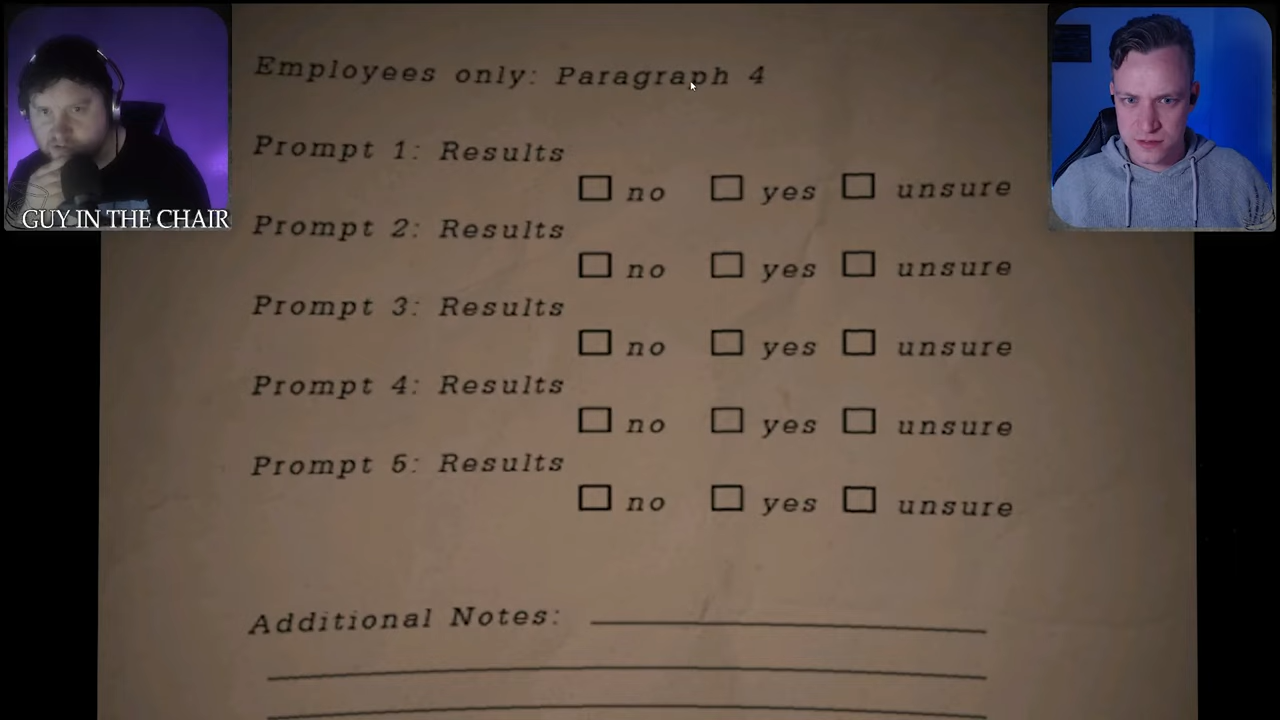 Employees only: Paragraph 4
Prompt 1: Results
no yes unsure
Prompt 2: Results
no yes unsure
Prompt 3: Results
no yes unsure
Prompt 4: Results
no yes unsure
Prompt 5: Results
no yes unsure
Additional Notes:
GUY IN THE CHAIR